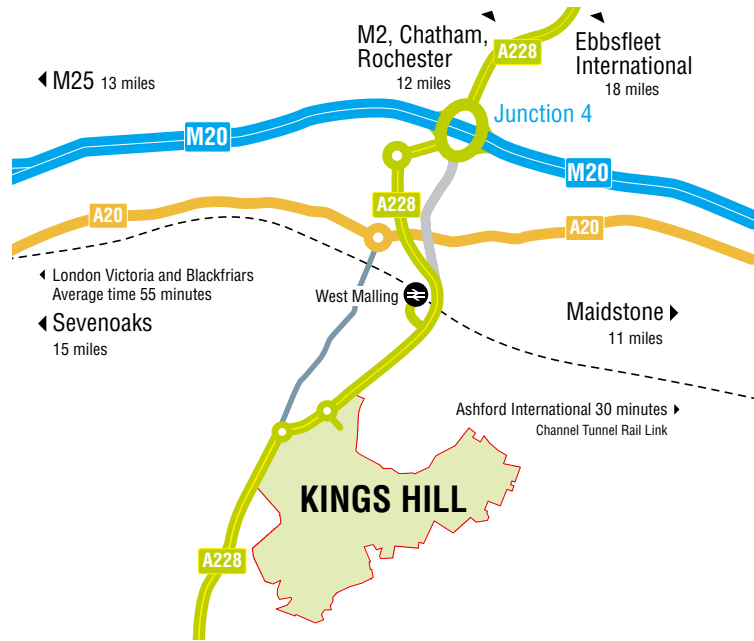 M2, Chatham,
Rochester
12 miles
A228
Ebbsfleet
International
18 miles
M25 13 miles
Junction 4
M20
M20
A228
A20
A20
London Victoria and Blackfriars
Average time 55 minutes
West Malling
Sevenoaks
15 miles
Maidstone
11 miles
Ashford International 30 minutes
Channel Tunnel Rail Link
KINGS HILL
A228